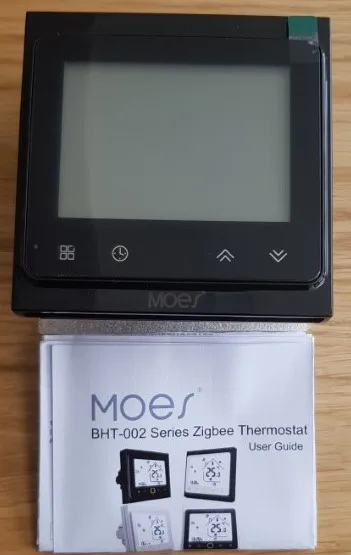 MOES
MOES®
BHT-002 Series Zigbee Thermostat
User Guide